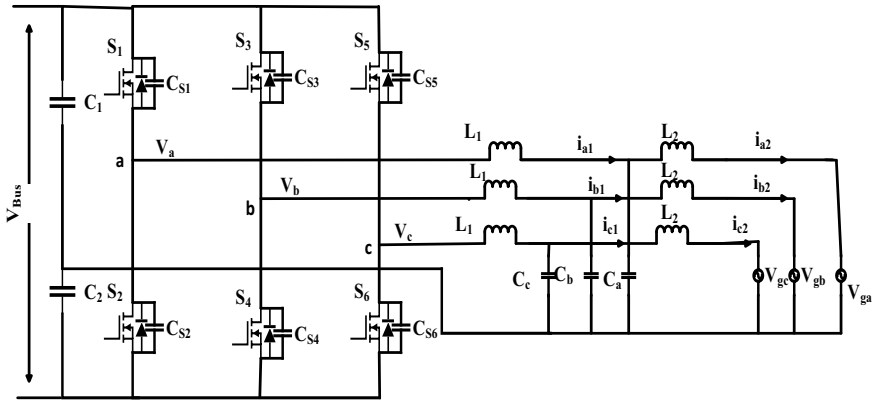 S1 S3 S5
CS1 CS3 CS5
C1
Va L1 ia1 L2 ia2
a
VBus
Vb L1 ib1 L2 ib2
b
Vc L1 ic1 L2 ic2
c
C2 S2 S4 S6
Cc Cb Ca Vgc Vgb Vga
CS2 CS4 CS6